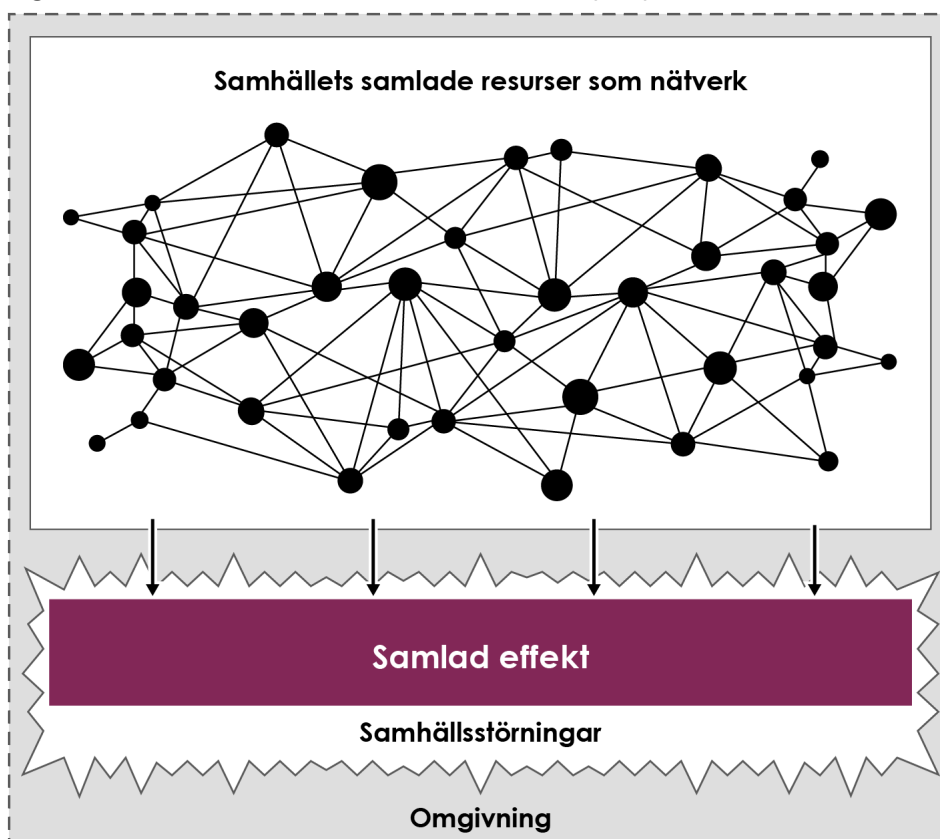 Samhällets samlade resurser som nätverk
Samlad effekt
Samhällsstörningar
Omgivning